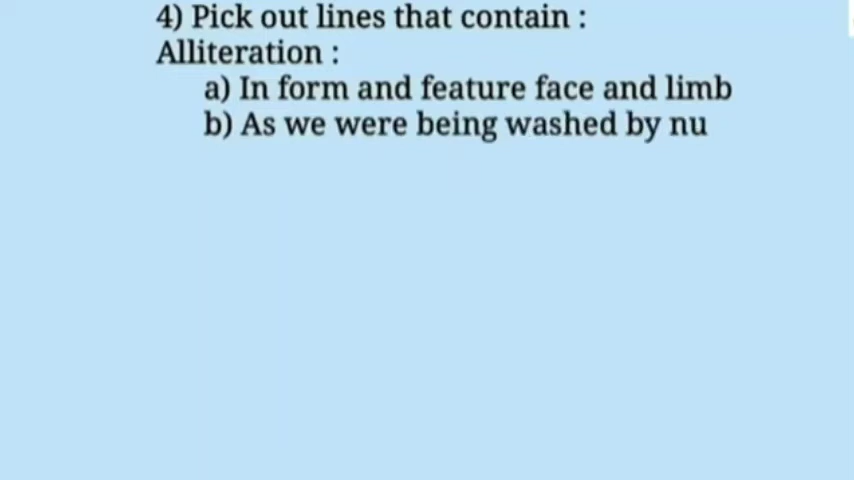 4) Pick out lines that contain :
Alliteration :
a) In form and feature face and limb
b) As we were being washed by nu